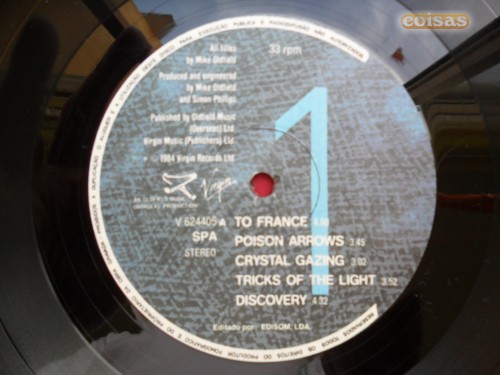 eoisas
All titles
by Mike Oldfield
33 rpm
Produced and engineered
by Mike Oldfield
and Simon Phillips
Published by Oldfield Music
(Overseas) Ltd
Virgin Music (Publishers) Ltd
1984 Virgin Records Ltd
Virgin
1
V 624405 A
SPA
STEREO
TO FRANCE 4.50
POISON ARROWS 3.45
CRYSTAL GAZING 3.02
TRICKS OF THE LIGHT 3.52
DISCOVERY 4.32
Editado por: EDISOM, LDA.